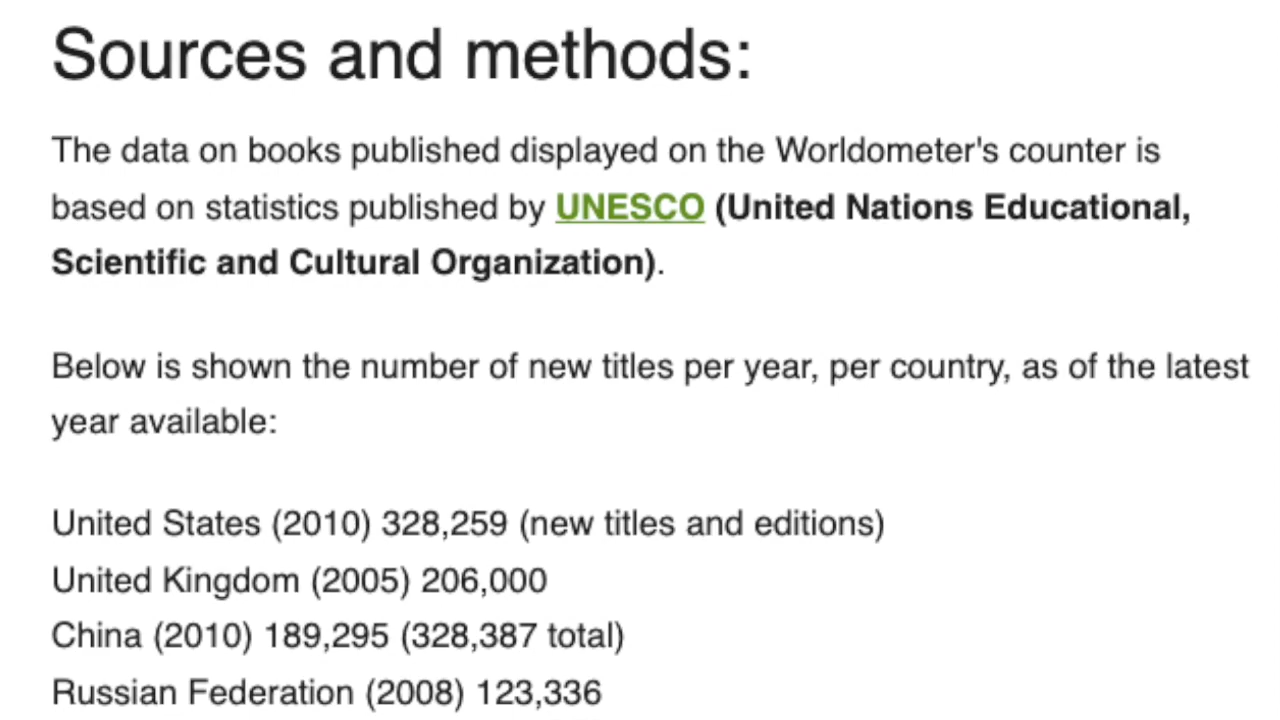 Sources and methods:
The data on books published displayed on the Worldometer's counter is
based on statistics published by UNESCO (United Nations Educational,
Scientific and Cultural Organization).
Below is shown the number of new titles per year, per country, as of the latest
year available:
United States (2010) 328,259 (new titles and editions)
United Kingdom (2005) 206,000
China (2010) 189,295 (328,387 total)
Russian Federation (2008) 123,336